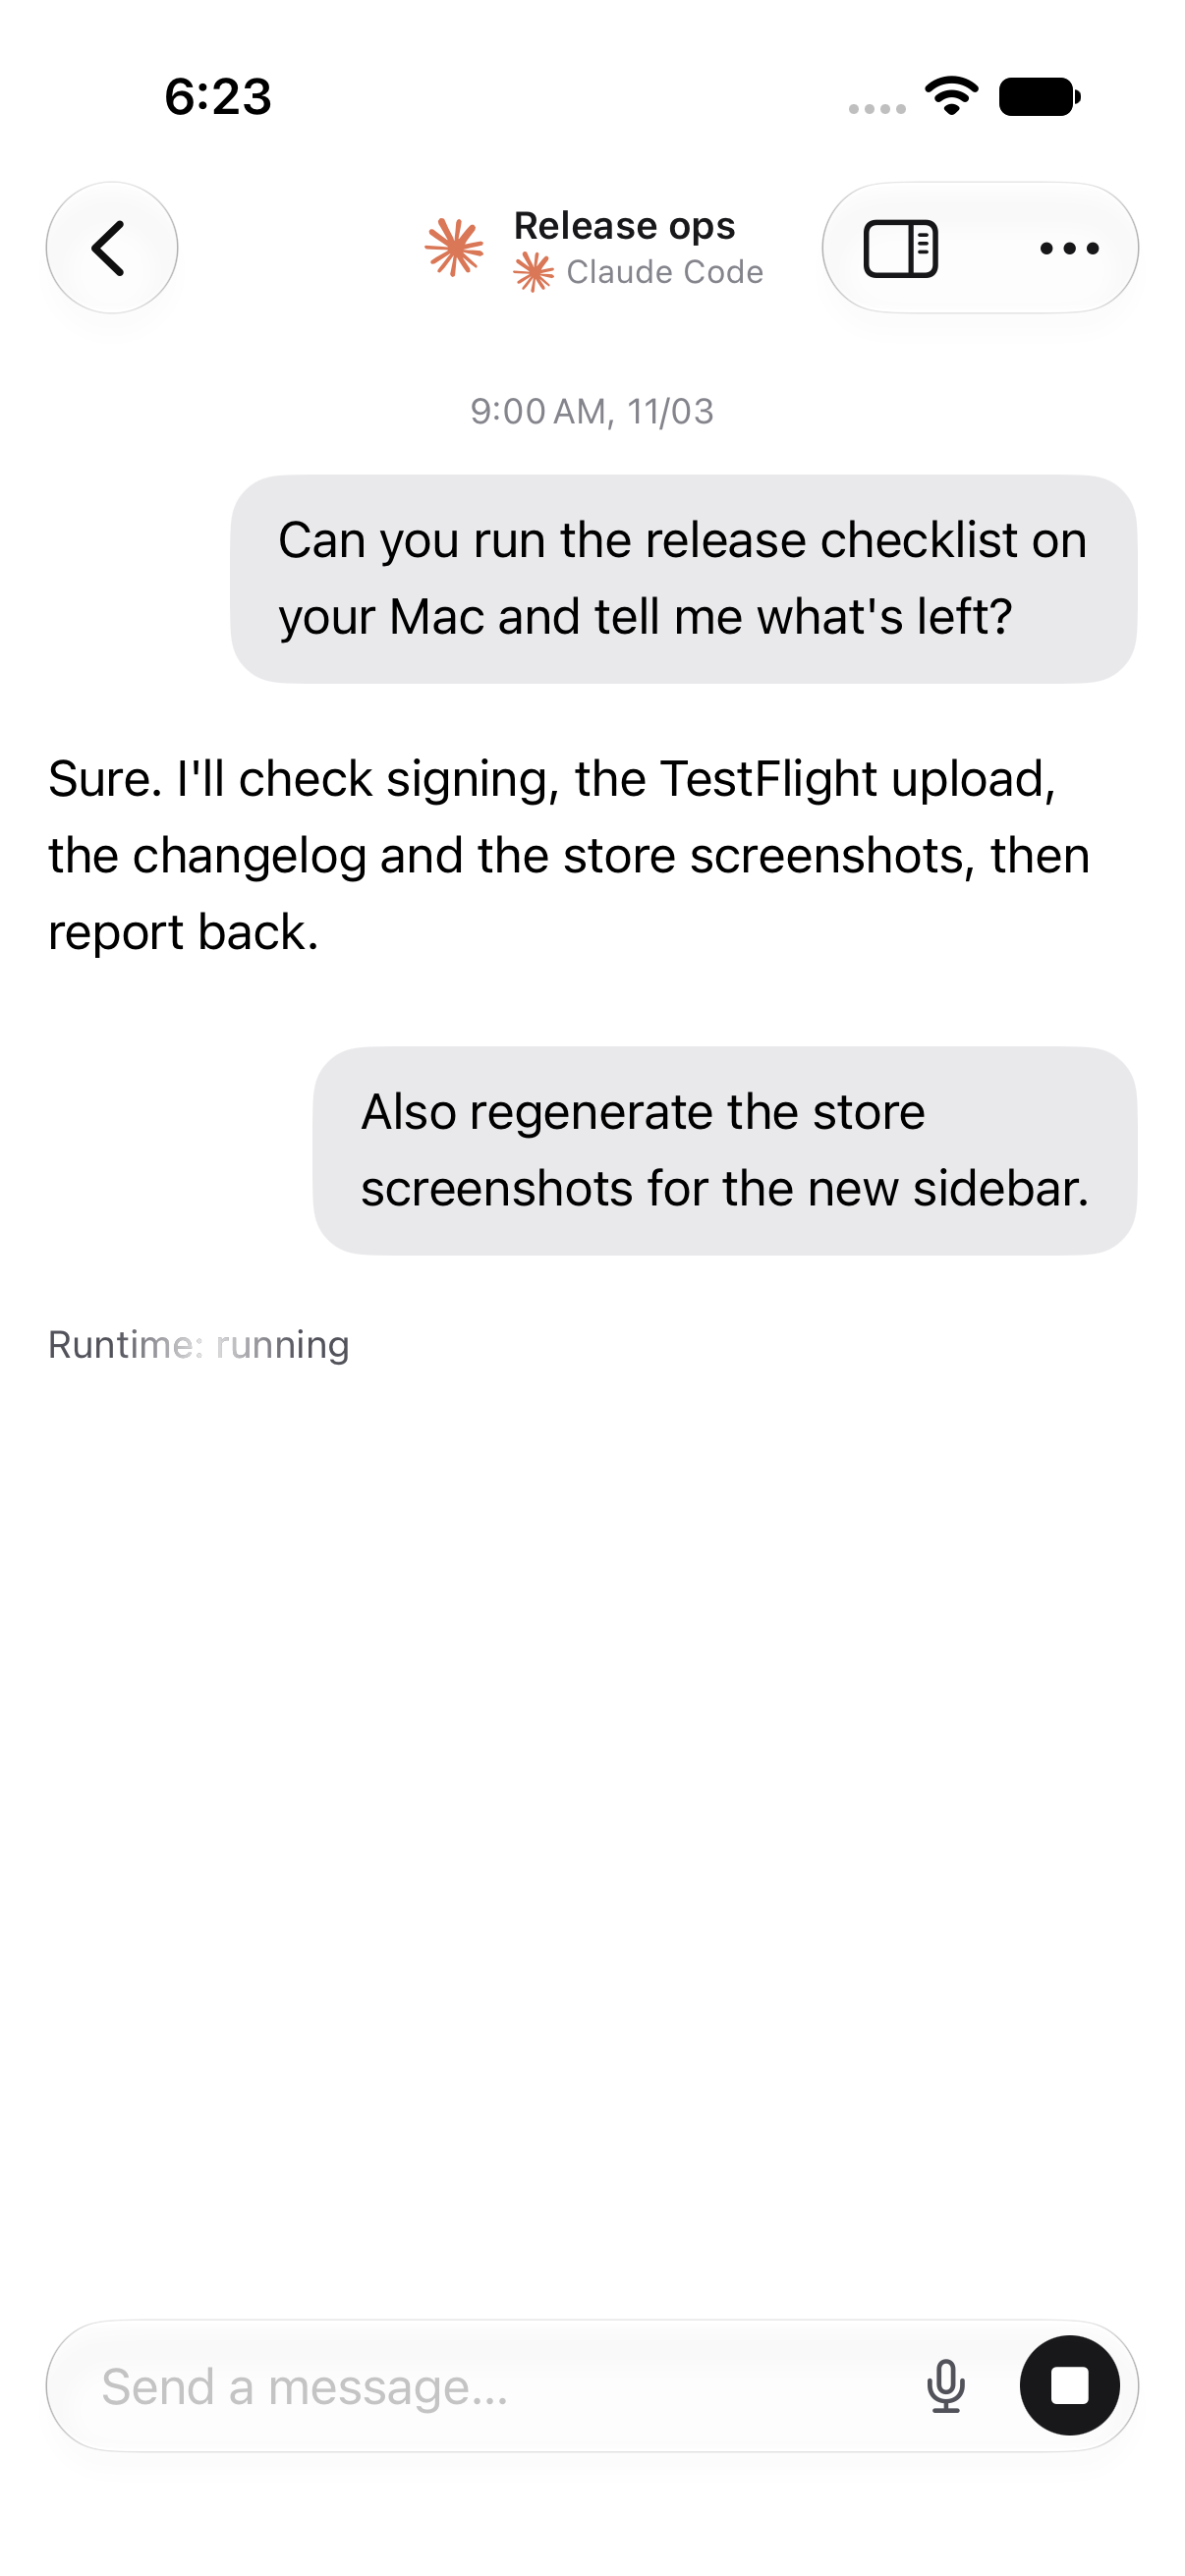 6:23
Release ops
Claude Code
9:00 AM, 11/03
Can you run the release checklist on
your Mac and tell me what's left?
Sure. I'll check signing, the TestFlight upload,
the changelog and the store screenshots, then
report back.
Also regenerate the store
screenshots for the new sidebar.
Runtime: running
Send a message...